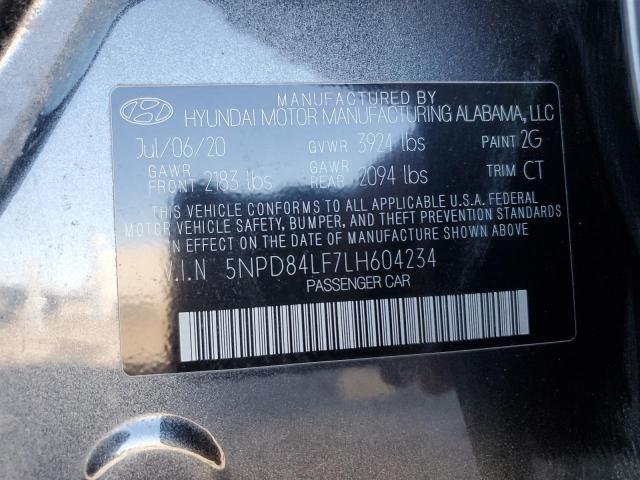 MANUFACTURED BY
HYUNDAI MOTOR MANUFACTURING ALABAMA, LLC
Jul/06/20 GVWR 3924 lbs PAINT 2G
GAWR FRONT 2183 lbs GAWR REAR 2094 lbs TRIM CT
THIS VEHICLE CONFORMS TO ALL APPLICABLE U.S.A. FEDERAL
MOTOR VEHICLE SAFETY, BUMPER, AND THEFT PREVENTION STANDARDS
IN EFFECT ON THE DATE OF MANUFACTURE SHOWN ABOVE.
V.I.N 5NPD84LF7LH604234
PASSENGER CAR